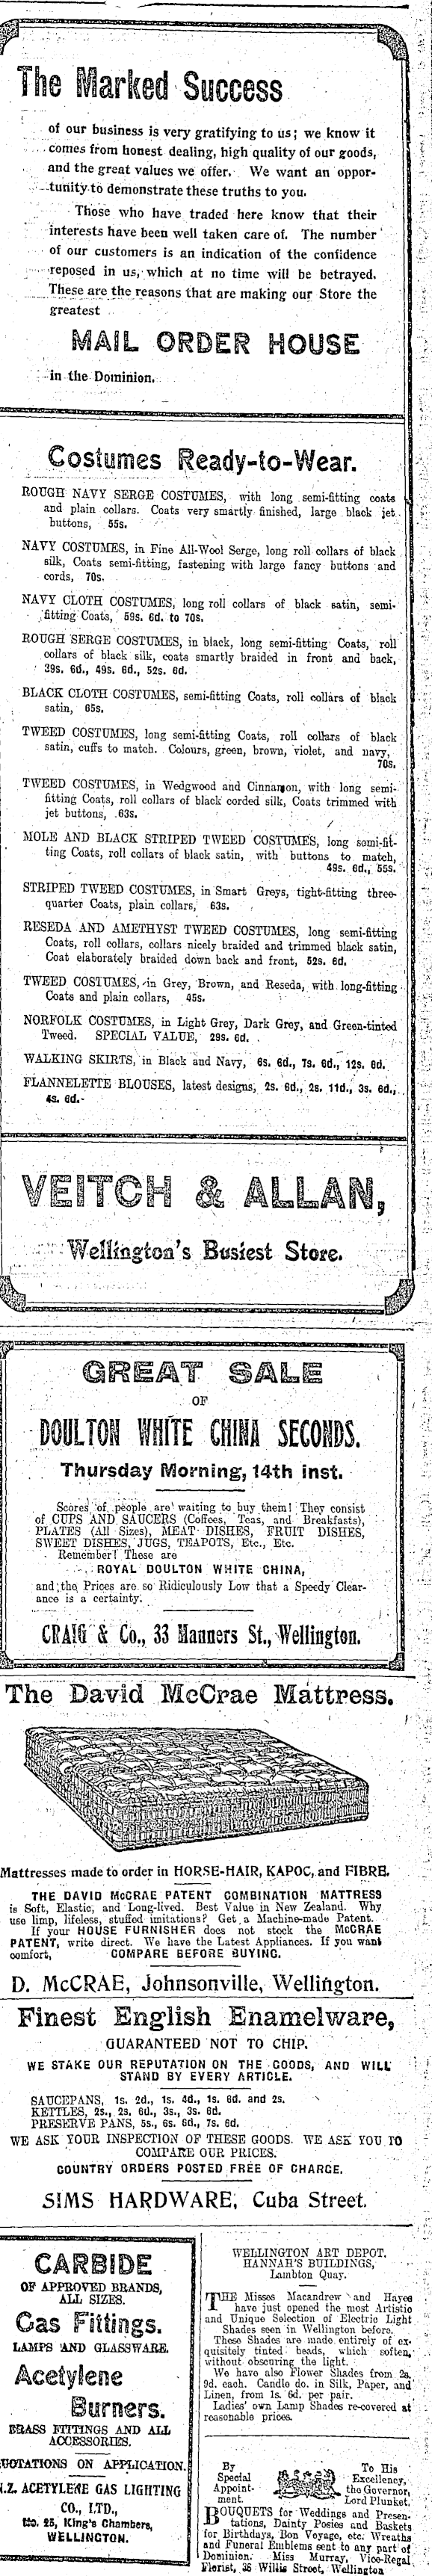 The Marked Success
of our business is very gratifying to us; we know it
comes from honest dealing, high quality of our goods,
and the great values we offer. We want an oppor-
tunity to demonstrate these truths to you.
Those who have traded here know that their
interests have been well taken care of. The number
of our customers is an indication of the confidence
reposed in us, which at no time will be betrayed.
These are the reasons that are making our Store the
greatest
MAIL ORDER HOUSE
in the Dominion.
Costumes Ready-to-Wear.
ROUGH NAVY SERGE COSTUMES, with long semi-fitting coats
and plain collars. Coats very smartly finished, large black jet
buttons, 55s.
NAVY COSTUMES, in Fine All-Wool Serge, long roll collars of black
silk, Coats semi-fitting, fastening with large fancy buttons and
cords, 70s.
NAVY CLOTH COSTUMES, long roll collars of black satin, semi-
fitting Coats, 59s. 6d. to 70s.
ROUGH SERGE COSTUMES, in black, long semi-fitting Coats, roll
collars of black silk, coats smartly braided in front and back,
39s. 6d., 49s. 6d., 52s. 6d.
BLACK CLOTH COSTUMES, semi-fitting Coats, roll collars of black
satin, 65s.
TWEED COSTUMES, long semi-fitting Coats, roll collars of black
satin, cuffs to match. Colours, green, brown, violet, and navy,
70s.
TWEED COSTUMES, in Wedgwood and Cinnamon, with long semi-
fitting Coats, roll collars of black corded silk, Coats trimmed with
jet buttons, 63s.
MOLE AND BLACK STRIPED TWEED COSTUMES, long semi-fit-
ting Coats, roll collars of black satin, with buttons to match,
49s. 6d., 55s.
STRIPED TWEED COSTUMES, in Smart Greys, tight-fitting three-
quarter Coats, plain collars, 63s.
RESEDA AND AMETHYST TWEED COSTUMES, long semi-fitting
Coats, roll collars, collars nicely braided and trimmed black satin,
Coat elaborately braided down back and front, 52s. 6d.
TWEED COSTUMES, in Grey, Brown, and Reseda, with long-fitting
Coats and plain collars, 45s.
NORFOLK COSTUMES, in Light Grey, Dark Grey, and Green-tinted
Tweed. SPECIAL VALUE, 29s. 6d.
WALKING SKIRTS, in Black and Navy, 6s. 6d., 7s. 6d., 12s. 6d.
FLANNELETTE BLOUSES, latest designs, 2s. 6d., 2s. 11d., 3s. 6d.,
4s. 6d.
VEITCH & ALLAN,
Wellington's Busiest Store.
GREAT SALE
OF
DOULTON WHITE CHINA SECONDS.
Thursday Morning, 14th inst.
Scores of people are waiting to buy them! They consist
of CUPS AND SAUCERS (Coffees, Teas, and Breakfasts),
PLATES (All Sizes), MEAT DISHES, FRUIT DISHES,
SWEET DISHES, JUGS, TEAPOTS, Etc., Etc.
Remember! These are
ROYAL DOULTON WHITE CHINA,
and the Prices are so Ridiculously Low that a Speedy Clear-
ance is a certainty.
CRAIG & Co., 33 Manners St., Wellington.
The David McCrae Mattress.
Mattresses made to order in HORSE-HAIR, KAPOC, and FIBRE.
THE DAVID McCRAE PATENT COMBINATION MATTRESS
is Soft, Elastic, and Long-lived. Best Value in New Zealand. Why
use limp, lifeless, stuffed imitations? Get a Machine-made Patent.
If your HOUSE FURNISHER does not stock the McCRAE
PATENT, write direct. We have the Latest Appliances. If you want
comfort, COMPARE BEFORE BUYING.
D. McCRAE, Johnsonville, Wellington.
Finest English Enamelware,
GUARANTEED NOT TO CHIP.
WE STAKE OUR REPUTATION ON THE GOODS, AND WILL
STAND BY EVERY ARTICLE.
SAUCEPANS, 1s. 2d., 1s. 4d., 1s. 6d. and 2s.
KETTLES, 2s., 2s. 6d., 3s., 3s. 6d.
PRESERVE PANS, 5s., 6s. 6d., 7s. 6d.
WE ASK YOUR INSPECTION OF THESE GOODS. WE ASK YOU TO
COMPARE OUR PRICES.
COUNTRY ORDERS POSTED FREE OF CHARGE.
SIMS HARDWARE, Cuba Street.
CARBIDE
OF APPROVED BRANDS,
ALL SIZES.
Gas Fittings.
LAMPS AND GLASSWARE.
Acetylene
Burners.
BRASS FITTINGS AND ALL
ACCESSORIES.
QUOTATIONS ON APPLICATION.
N.Z. ACETYLENE GAS LIGHTING
CO., LTD.,
No. 25, King's Chambers,
WELLINGTON.
WELLINGTON ART DEPOT.
HANNAH'S BUILDINGS,
Lambton Quay.
THE Misses Macandrew and Hayes
have just opened the most Artistic
and Unique Selection of Electric Light
Shades seen in Wellington before.
These Shades are made entirely of ex-
quisitely tinted beads, which soften,
without obscuring the light.
We have also Flower Shades from 2s.
9d. each. Candle do. in Silk, Paper, and
Linen, from 1s. 6d. per pair.
Ladies' own Lamp Shades re-covered at
reasonable prices.
By
Special
Appoint-
ment.
To His
Excellency,
the Governor,
Lord Plunket.
BOUQUETS for Weddings and Presen-
tations, Dainty Posies and Baskets
for Birthdays, Bon Voyage, etc. Wreaths
and Funeral Emblems sent to any part of
Dominion. Miss Murray, Vice-Regal
Florist, 36 Willis Street, Wellington